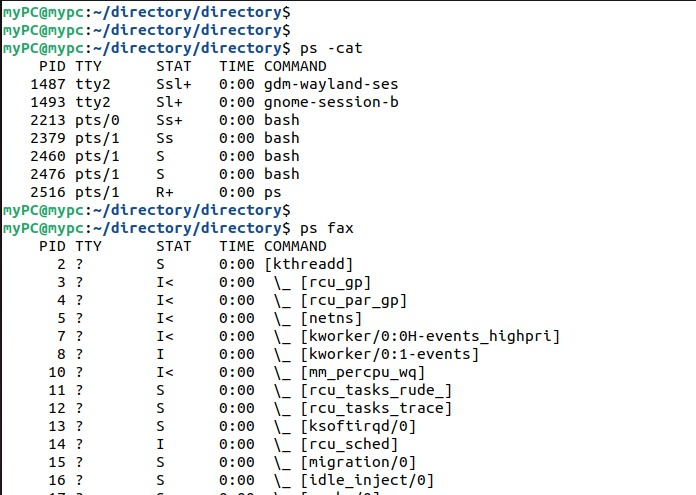 myPC@mypc:~/directory/directory$
myPC@mypc:~/directory/directory$
myPC@mypc:~/directory/directory$ ps -cat
    PID TTY      STAT   TIME COMMAND
   1487 tty2     Ssl+   0:00 gdm-wayland-ses
   1493 tty2     Sl+    0:00 gnome-session-b
   2213 pts/0    Ss+    0:00 bash
   2379 pts/1    Ss     0:00 bash
   2460 pts/1    S      0:00 bash
   2476 pts/1    S      0:00 bash
   2516 pts/1    R+     0:00 ps
myPC@mypc:~/directory/directory$
myPC@mypc:~/directory/directory$ ps fax
    PID TTY      STAT   TIME COMMAND
      2 ?        S      0:00 [kthreadd]
      3 ?        I<     0:00  \_ [rcu_gp]
      4 ?        I<     0:00  \_ [rcu_par_gp]
      5 ?        I<     0:00  \_ [netns]
      7 ?        I<     0:00  \_ [kworker/0:0H-events_highpri]
      8 ?        I      0:00  \_ [kworker/0:1-events]
     10 ?        I<     0:00  \_ [mm_percpu_wq]
     11 ?        S      0:00  \_ [rcu_tasks_rude_]
     12 ?        S      0:00  \_ [rcu_tasks_trace]
     13 ?        S      0:00  \_ [ksoftirqd/0]
     14 ?        I      0:00  \_ [rcu_sched]
     15 ?        S      0:00  \_ [migration/0]
     16 ?        S      0:00  \_ [idle_inject/0]